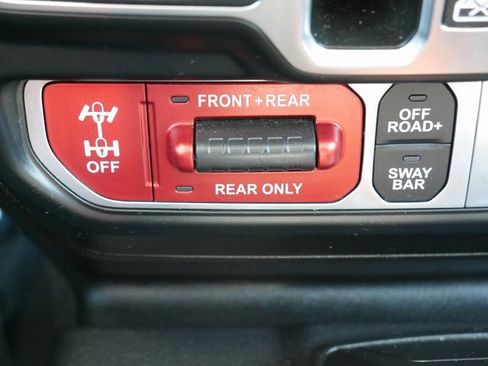 FRONT+REAR
OFF
REAR ONLY
OFF
ROAD+
SWAY
BAR